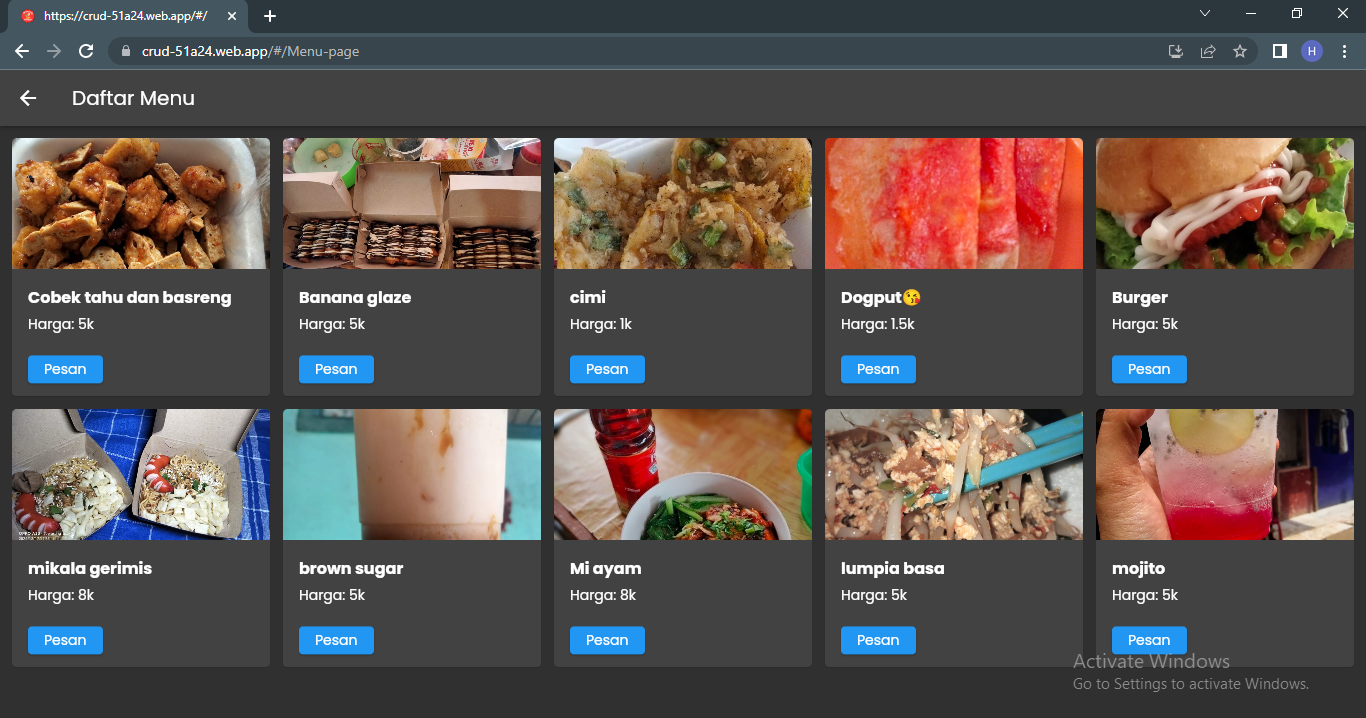 https://crud-51a24.web.app/#/
crud-51a24.web.app/#/Menu-page
H
Daftar Menu
Cobek tahu dan basreng
Harga: 5k
Pesan
Banana glaze
Harga: 5k
Pesan
cimi
Harga: 1k
Pesan
Dogput😘
Harga: 1.5k
Pesan
Burger
Harga: 5k
Pesan
mikala gerimis
Harga: 8k
Pesan
brown sugar
Harga: 5k
Pesan
Mi ayam
Harga: 8k
Pesan
lumpia basa
Harga: 5k
Pesan
mojito
Harga: 5k
Pesan
Activate Windows
Go to Settings to activate Windows.